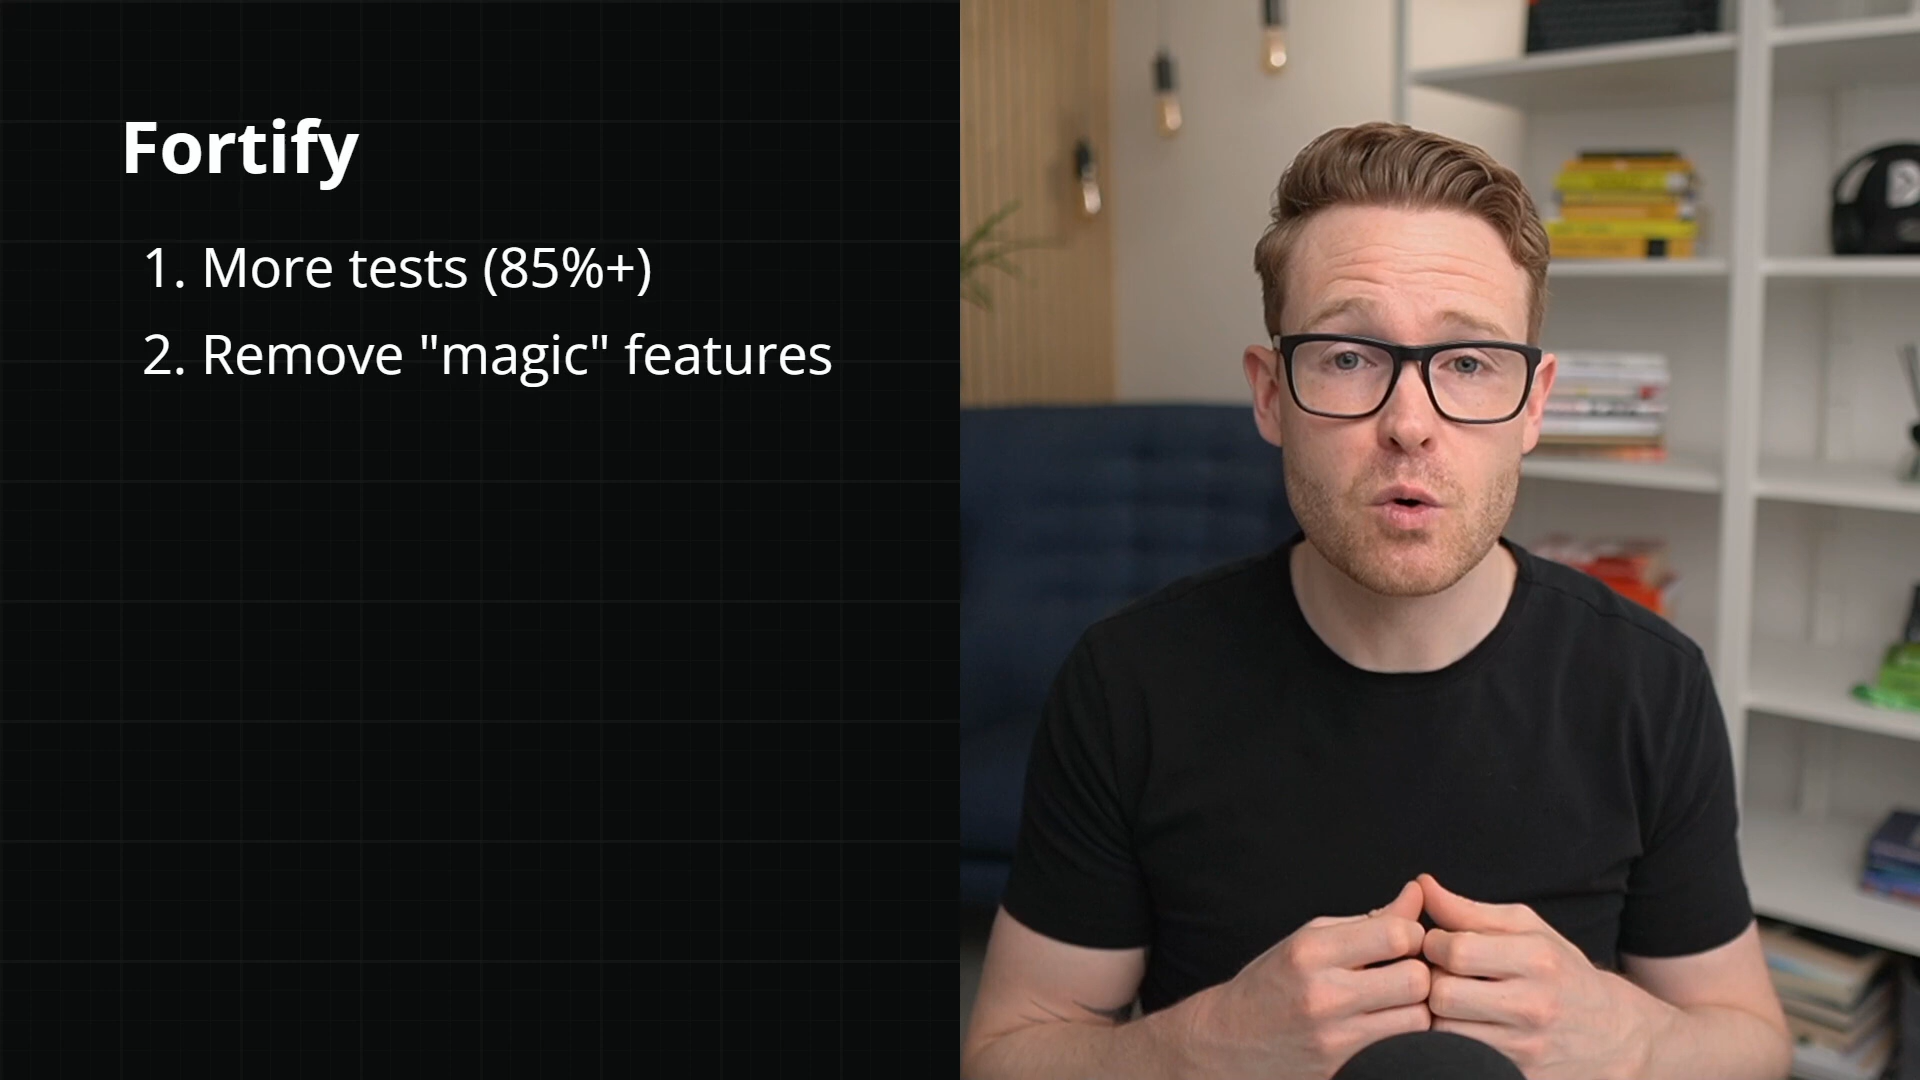 Fortify
1. More tests (85%+)
2. Remove "magic" features